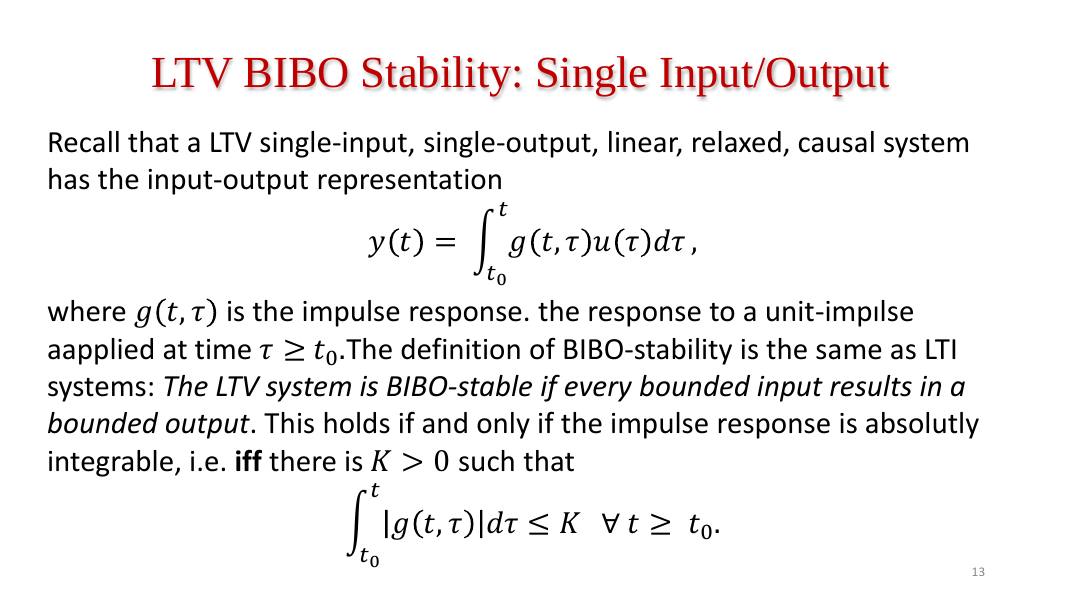 LTV BIBO Stability: Single Input/Output
Recall that a LTV single-input, single-output, linear, relaxed, causal system
has the input-output representation
𝑦(𝑡) = ∫_{𝑡₀}^{𝑡} 𝑔(𝑡, 𝜏)𝑢(𝜏)𝑑𝜏 ,
where 𝑔(𝑡, 𝜏) is the impulse response. the response to a unit-impılse
aapplied at time 𝜏 ≥ 𝑡₀.The definition of BIBO-stability is the same as LTI
systems: The LTV system is BIBO-stable if every bounded input results in a
bounded output. This holds if and only if the impulse response is absolutly
integrable, i.e. iff there is 𝐾 > 0 such that
∫_{𝑡₀}^{𝑡} |𝑔(𝑡, 𝜏)|𝑑𝜏 ≤ 𝐾 ∀ 𝑡 ≥ 𝑡₀.
13